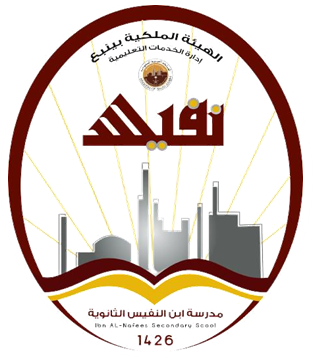 الهيئة الملكية بينبع
إدارة الخدمات التعليمية
نفيس
مدرسة ابن النفيس الثانوية
Ibn AL-Nafees Secondary Scool
1426